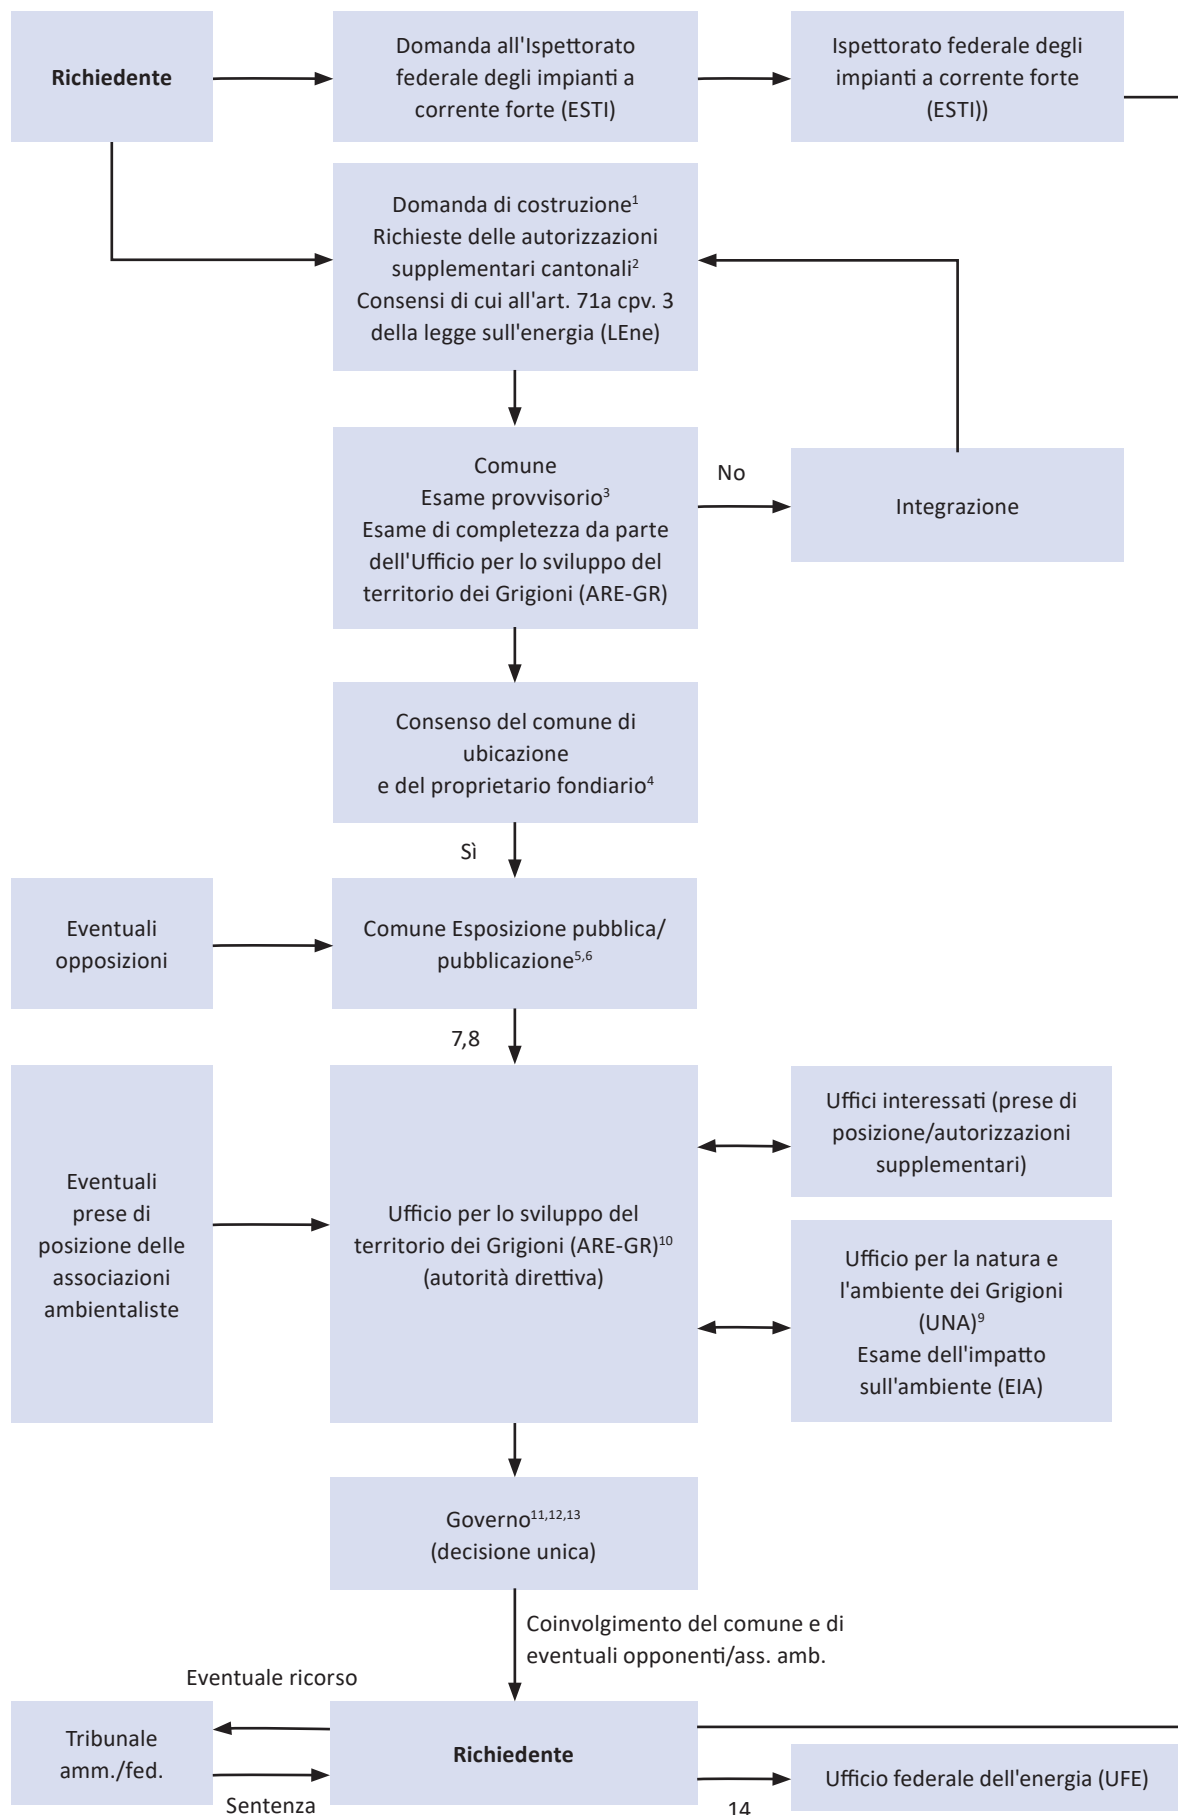 Richiedente
Domanda all'Ispettorato
federale degli impianti a
corrente forte (ESTI)
Ispettorato federale degli
impianti a corrente forte
(ESTI))
Domanda di costruzione¹
Richieste delle autorizzazioni
supplementari cantonali²
Consensi di cui all'art. 71a cpv. 3
della legge sull'energia (LEne)
Comune
Esame provvisorio³
Esame di completezza da parte
dell'Ufficio per lo sviluppo del
territorio dei Grigioni (ARE-GR)
No
Integrazione
Consenso del comune di
ubicazione
e del proprietario fondiario⁴
Sì
Eventuali
opposizioni
Comune Esposizione pubblica/
pubblicazione⁵,⁶
7,8
Eventuali
prese di
posizione delle
associazioni
ambientaliste
Ufficio per lo sviluppo del
territorio dei Grigioni (ARE-GR)¹⁰
(autorità direttiva)
Uffici interessati (prese di
posizione/autorizzazioni
supplementari)
Ufficio per la natura e
l'ambiente dei Grigioni
(UNA)⁹
Esame dell'impatto
sull'ambiente (EIA)
Governo¹¹,¹²,¹³
(decisione unica)
Coinvolgimento del comune e di
eventuali opponenti/ass. amb.
Eventuale ricorso
Tribunale
amm./fed.
Sentenza
Richiedente
14
Ufficio federale dell'energia (UFE)